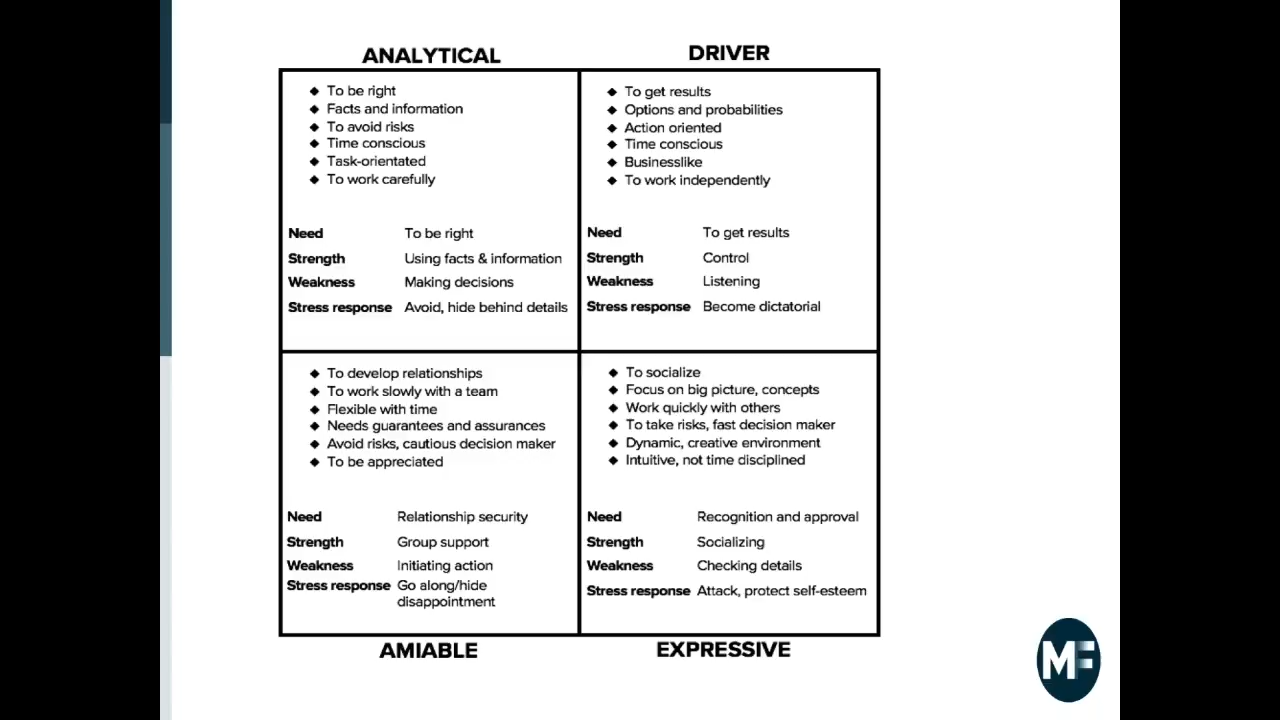 ANALYTICAL
◆ To be right
◆ Facts and information
◆ To avoid risks
◆ Time conscious
◆ Task-orientated
◆ To work carefully
Need To be right
Strength Using facts & information
Weakness Making decisions
Stress response Avoid, hide behind details
DRIVER
◆ To get results
◆ Options and probabilities
◆ Action oriented
◆ Time conscious
◆ Businesslike
◆ To work independently
Need To get results
Strength Control
Weakness Listening
Stress response Become dictatorial
◆ To develop relationships
◆ To work slowly with a team
◆ Flexible with time
◆ Needs guarantees and assurances
◆ Avoid risks, cautious decision maker
◆ To be appreciated
Need Relationship security
Strength Group support
Weakness Initiating action
Stress response Go along/hide
disappointment
AMIABLE
◆ To socialize
◆ Focus on big picture, concepts
◆ Work quickly with others
◆ To take risks, fast decision maker
◆ Dynamic, creative environment
◆ Intuitive, not time disciplined
Need Recognition and approval
Strength Socializing
Weakness Checking details
Stress response Attack, protect self-esteem
EXPRESSIVE
MF